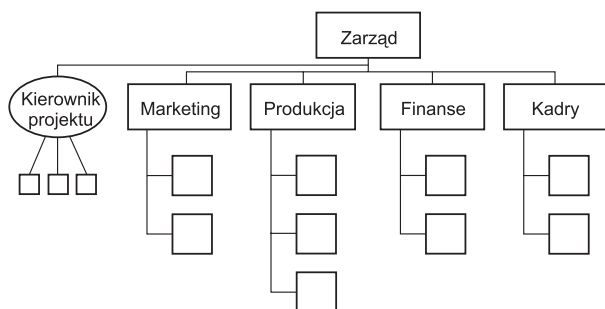 Zarząd
Kierownik
projektu
Marketing
Produkcja
Finanse
Kadry